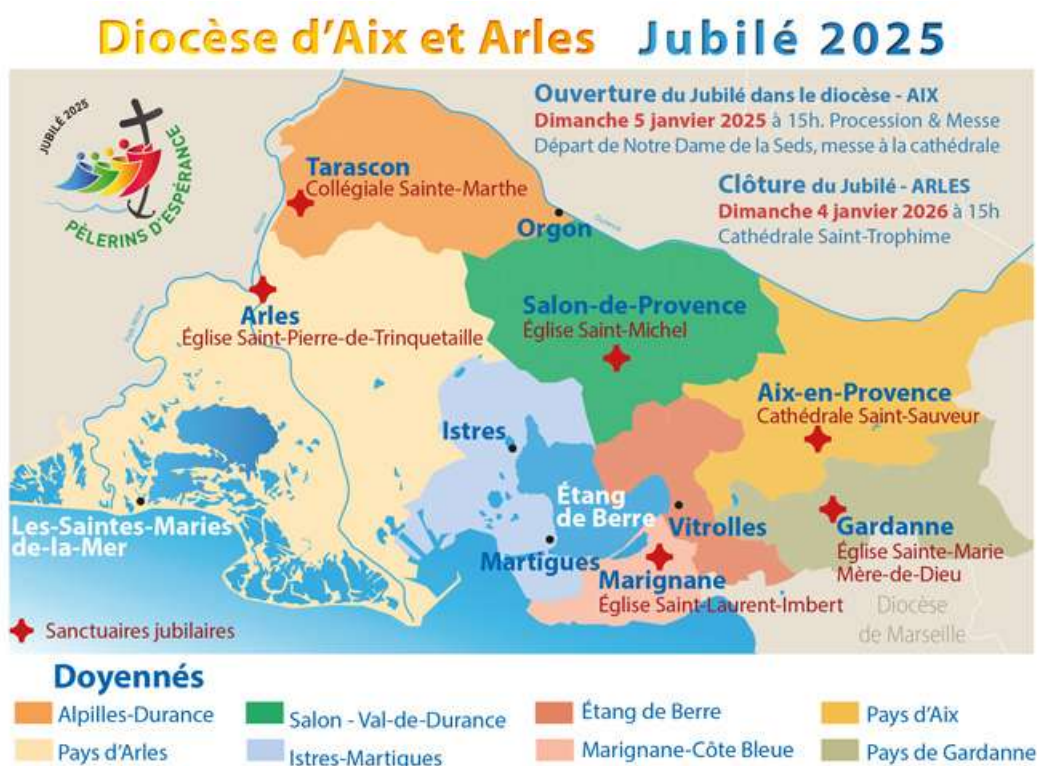 Diocèse d'Aix et Arles Jubilé 2025
JUBILÉ 2025
PÈLERINS D'ESPÉRANCE
Ouverture du Jubilé dans le diocèse - AIX
Dimanche 5 janvier 2025 à 15h. Procession & Messe
Départ de Notre Dame de la Seds, messe à la cathédrale
Clôture du Jubilé - ARLES
Dimanche 4 janvier 2026 à 15h
Cathédrale Saint-Trophime
Tarascon
Collégiale Sainte-Marthe
Orgon
Arles
Église Saint-Pierre-de-Trinquetaille
Salon-de-Provence
Église Saint-Michel
Aix-en-Provence
Cathédrale Saint-Sauveur
Istres
Étang
de Berre
Les-Saintes-Maries
de-la-Mer
Martigues
Vitrolles
Gardanne
Église Sainte-Marie
Mère-de-Dieu
Marignane
Église Saint-Laurent-Imbert
Diocèse
de Marseille
Sanctuaires jubilaires
Doyennés
Alpilles-Durance
Salon - Val-de-Durance
Étang de Berre
Pays d'Aix
Pays d'Arles
Istres-Martigues
Marignane-Côte Bleue
Pays de Gardanne